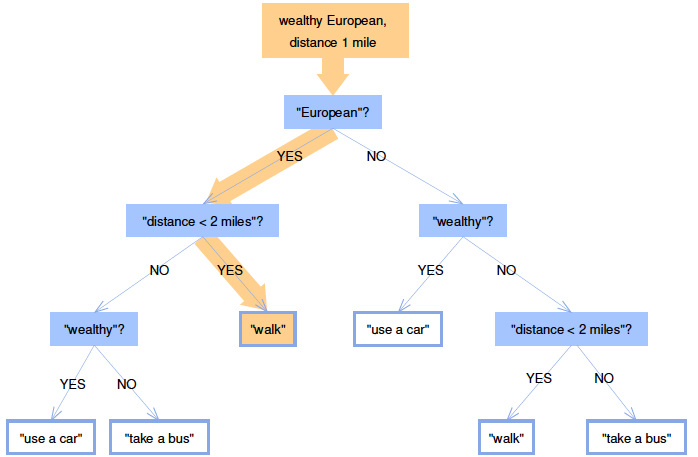 wealthy European,
distance 1 mile
"European"?
YES
NO
"distance < 2 miles"?
"wealthy"?
NO
YES
YES
NO
"wealthy"?
"walk"
"use a car"
"distance < 2 miles"?
YES
NO
YES
NO
"use a car"
"take a bus"
"walk"
"take a bus"